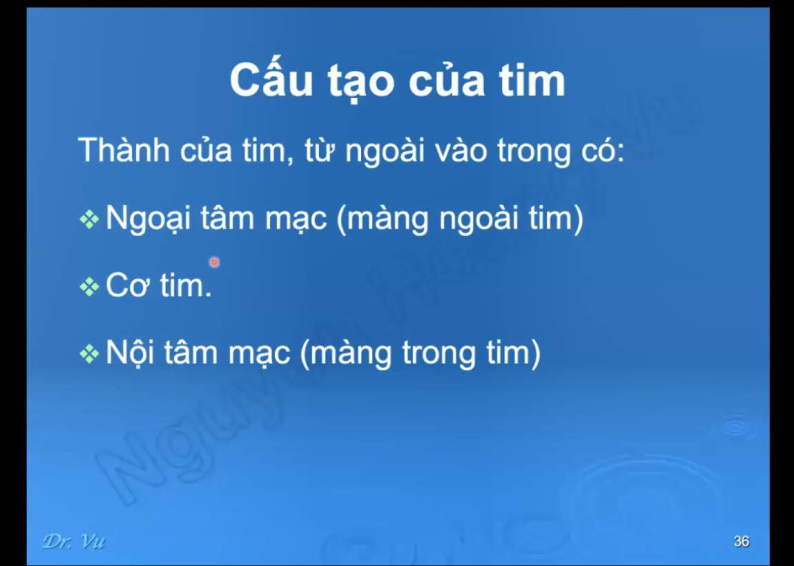 Cấu tạo của tim
Thành của tim, từ ngoài vào trong có:
❖ Ngoại tâm mạc (màng ngoài tim)
❖ Cơ tim.
❖ Nội tâm mạc (màng trong tim)
Dr. Vu
36